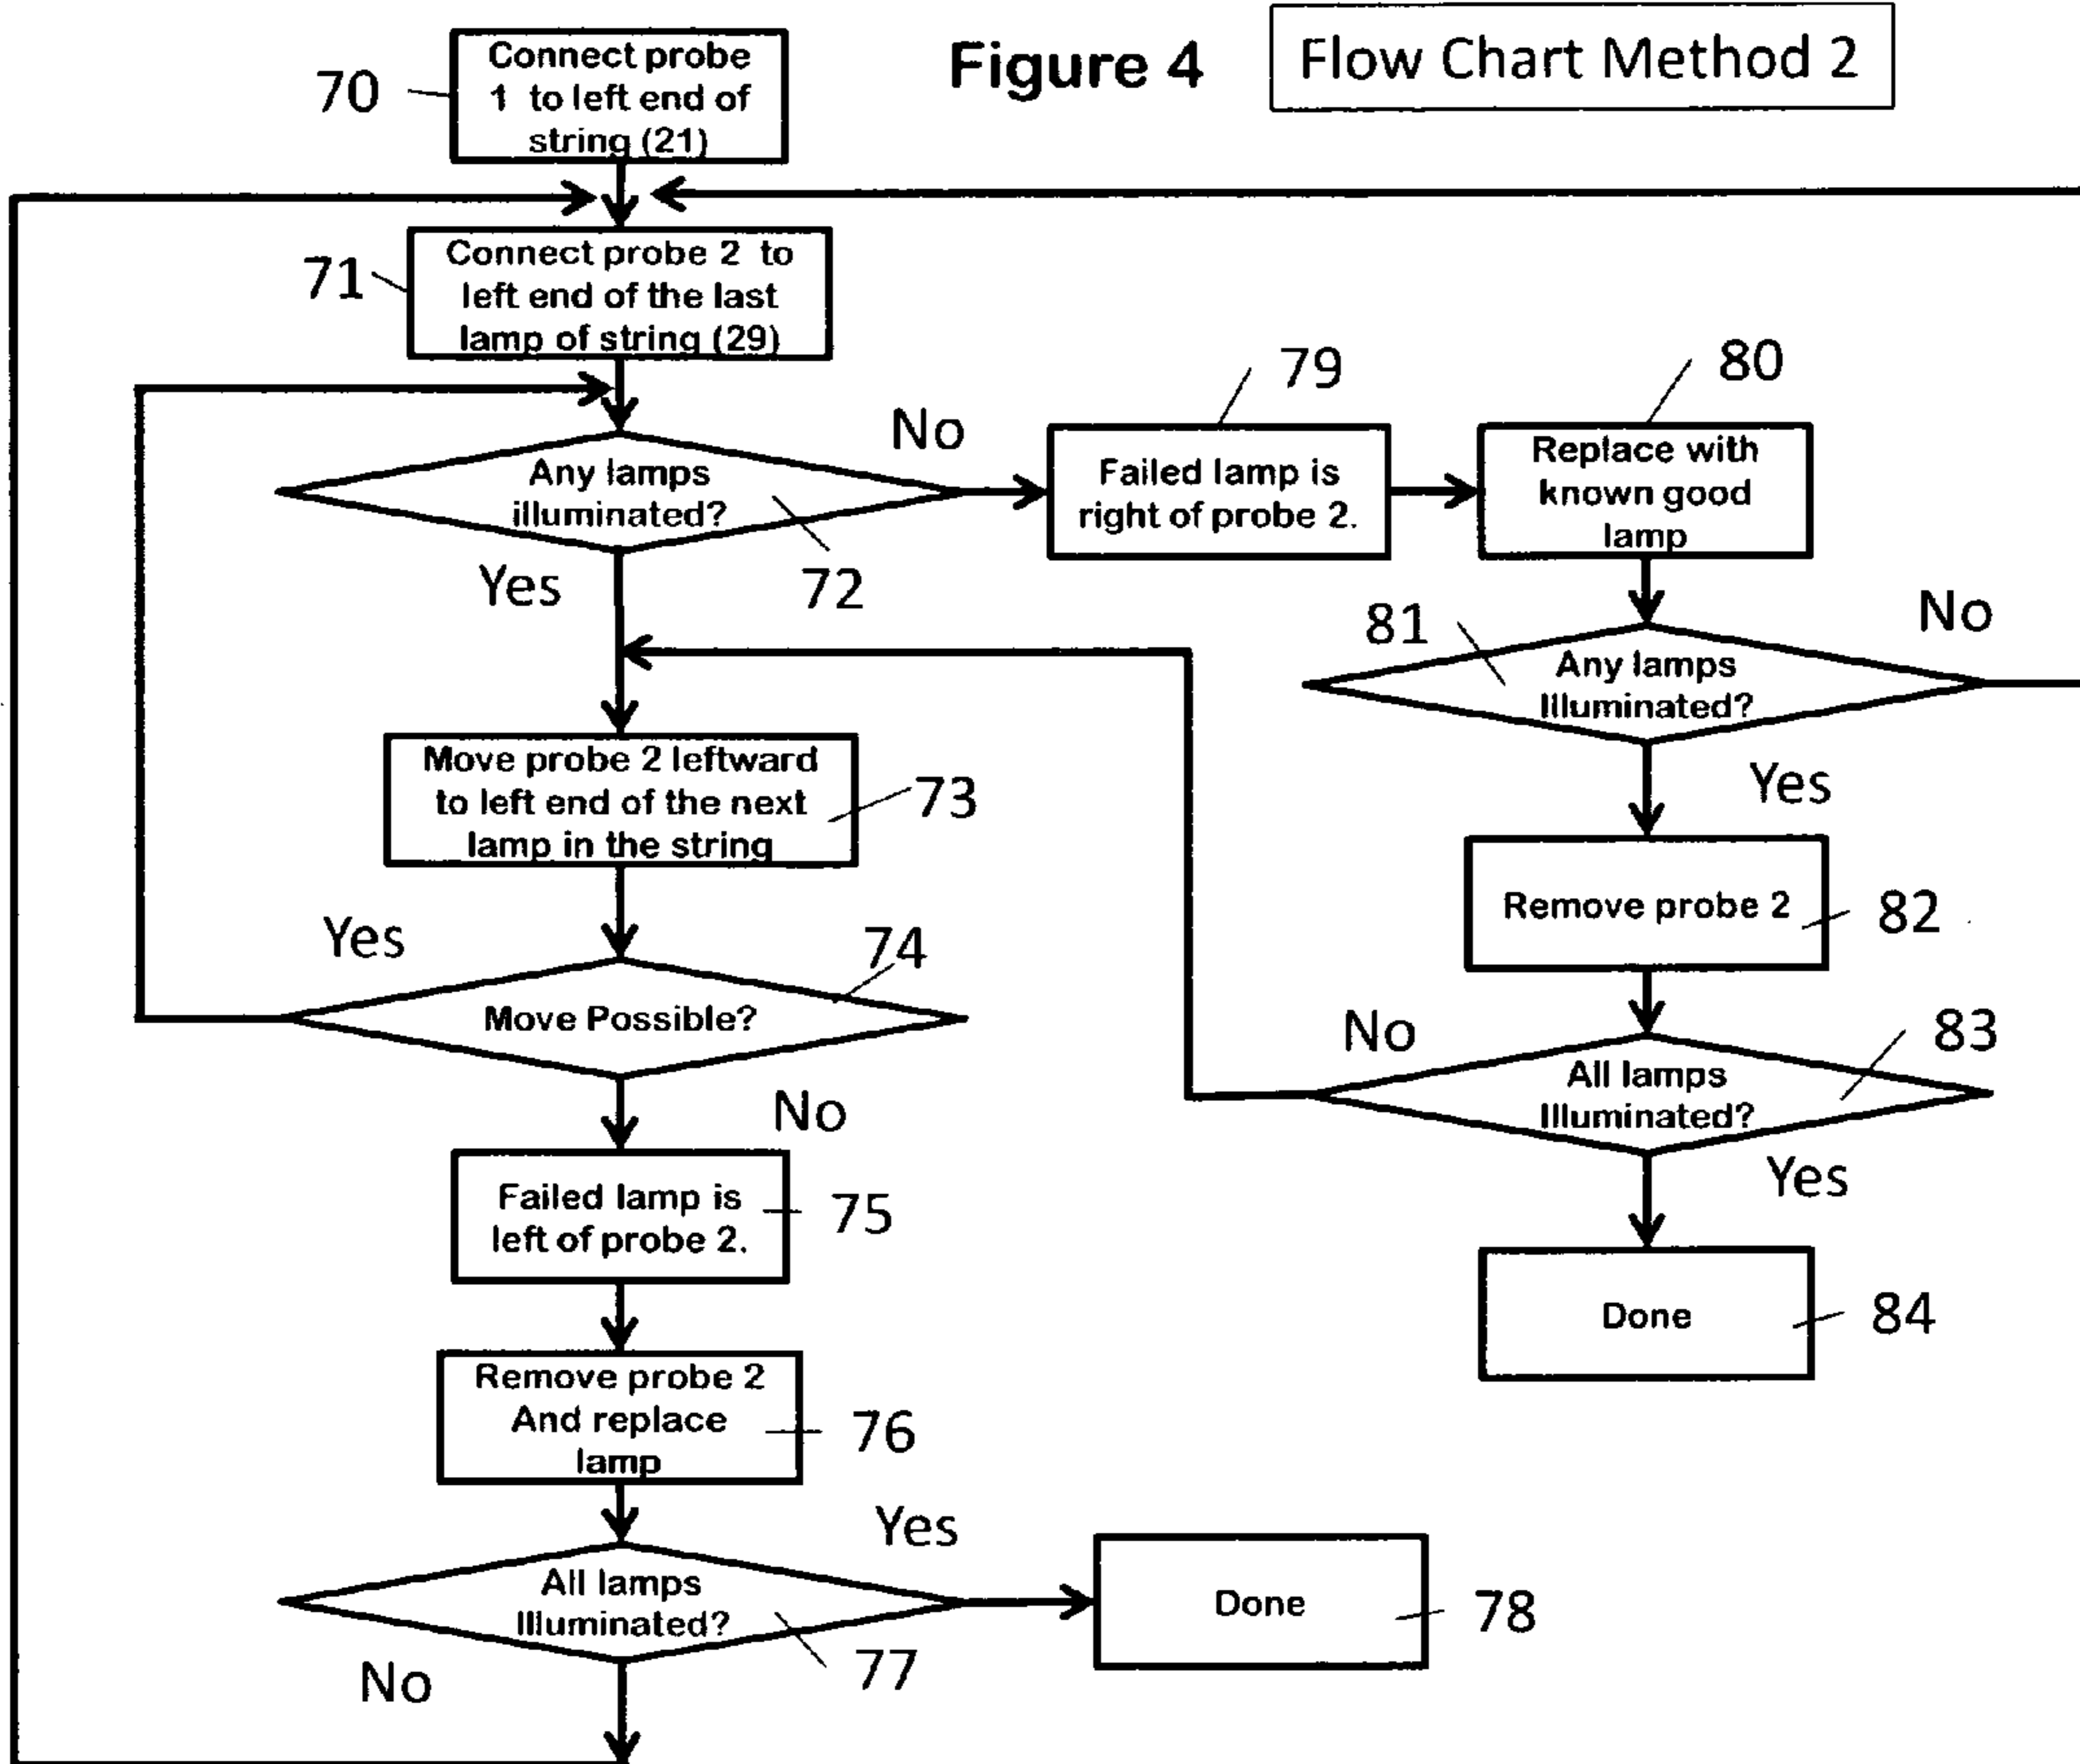 Figure 4
Flow Chart Method 2
70
Connect probe
1 to left end of
string (21)
71
Connect probe 2 to
left end of the last
lamp of string (29)
Any lamps
illuminated?
72
No
Yes
79
Failed lamp is
right of probe 2.
80
Replace with
known good
lamp
81
Any lamps
Illuminated?
No
Yes
Move probe 2 leftward
to left end of the next
lamp in the string
73
Remove probe 2
82
Yes
74
Move Possible?
No
No
83
All lamps
Illuminated?
Yes
Failed lamp is
left of probe 2.
75
Done
84
Remove probe 2
And replace
lamp
76
Yes
All lamps
Illuminated?
77
No
Done
78